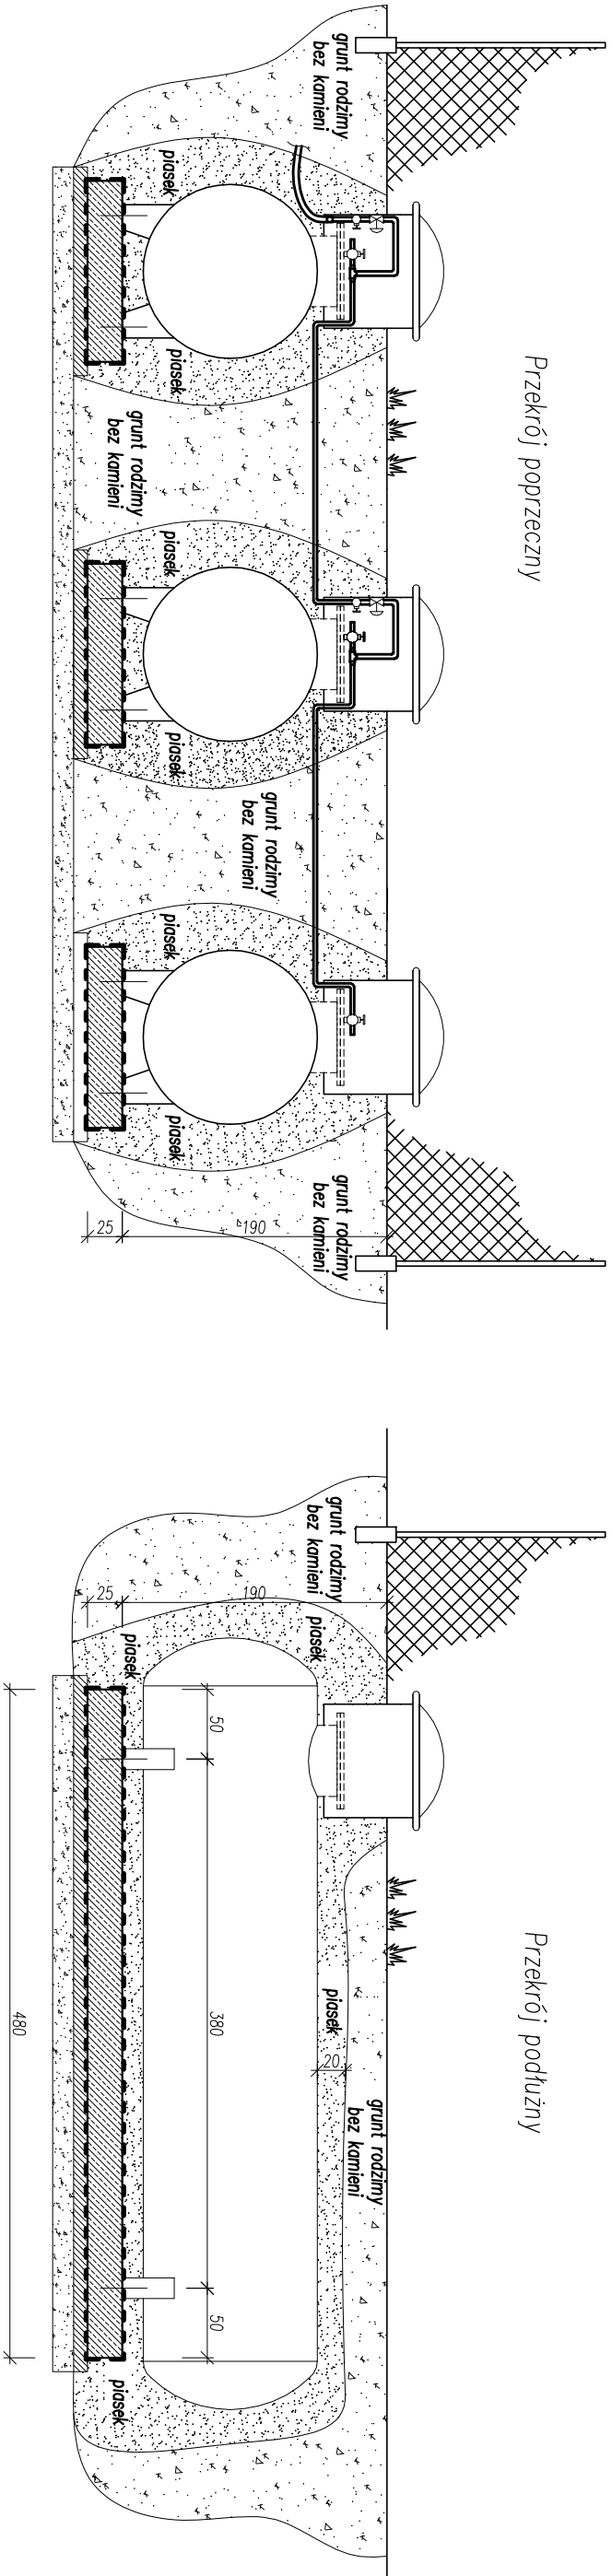 Przekrój poprzeczny
grunt rodzimy
bez kamieni
piasek
piasek
grunt rodzimy
bez kamieni
piasek
piasek
grunt rodzimy
bez kamieni
piasek
piasek
grunt rodzimy
bez kamieni
25
190
Przekrój podłużny
grunt rodzimy
bez kamieni
25
190
piasek
piasek
50
380
50
480
piasek
20
grunt rodzimy
bez kamieni
piasek